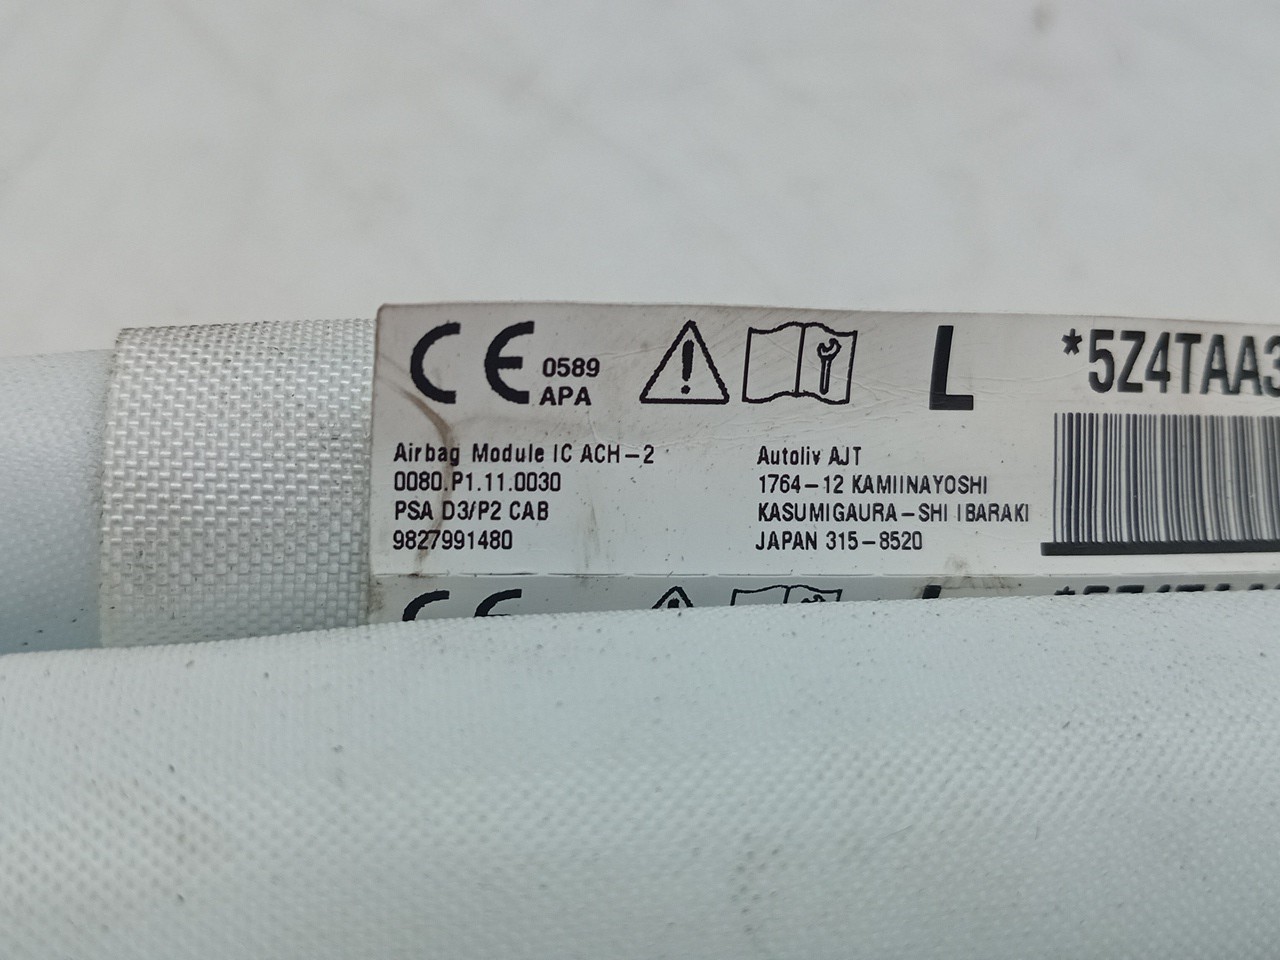 CE 0589
APA
L
*5Z4TAA3
Airbag Module IC ACH-2
0080.P1.11.0030
PSA D3/P2 CAB
9827991480
Autoliv AJT
1764-12 KAMIINAYOSHI
KASUMIGAURA-SHI IBARAKI
JAPAN 315-8520